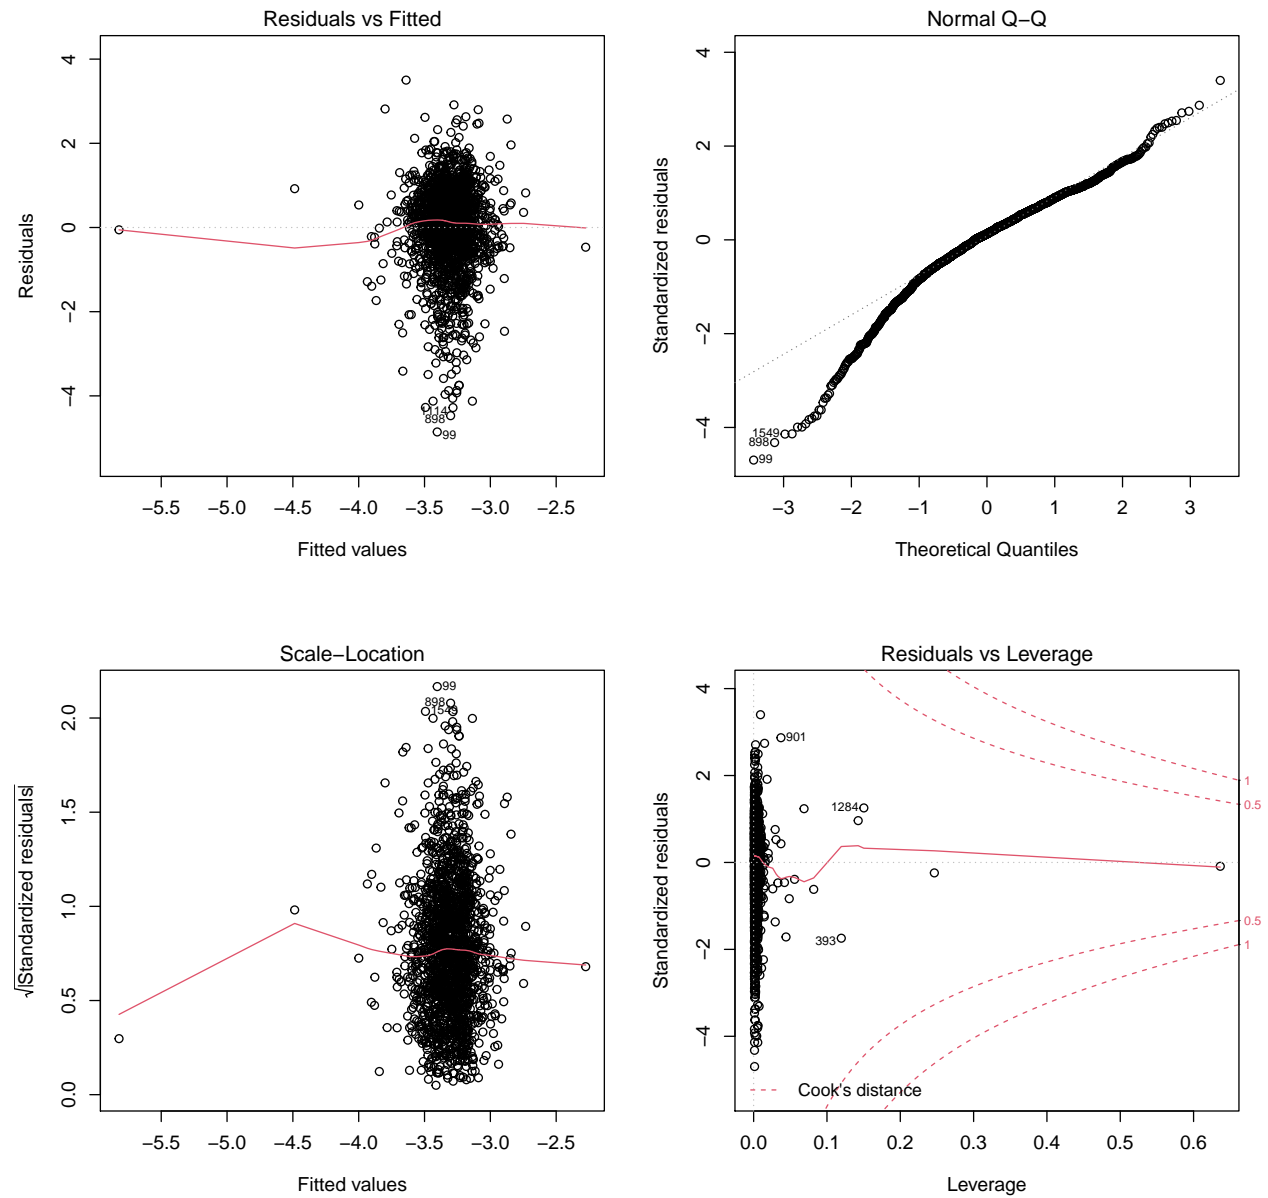 Residuals vs Fitted
Residuals
4
2
0
−2
−4
1114
898
99
−5.5 −5.0 −4.5 −4.0 −3.5 −3.0 −2.5
Fitted values
Normal Q−Q
Standardized residuals
4
2
0
−2
−4
1549
898
99
−3 −2 −1 0 1 2 3
Theoretical Quantiles
Scale−Location
√|Standardized residuals|
2.0
1.5
1.0
0.5
0.0
99
898
1549
−5.5 −5.0 −4.5 −4.0 −3.5 −3.0 −2.5
Fitted values
Residuals vs Leverage
Standardized residuals
4
2
0
−2
−4
901
1284
393
1
0.5
0.5
1
Cook's distance
0.0 0.1 0.2 0.3 0.4 0.5 0.6
Leverage